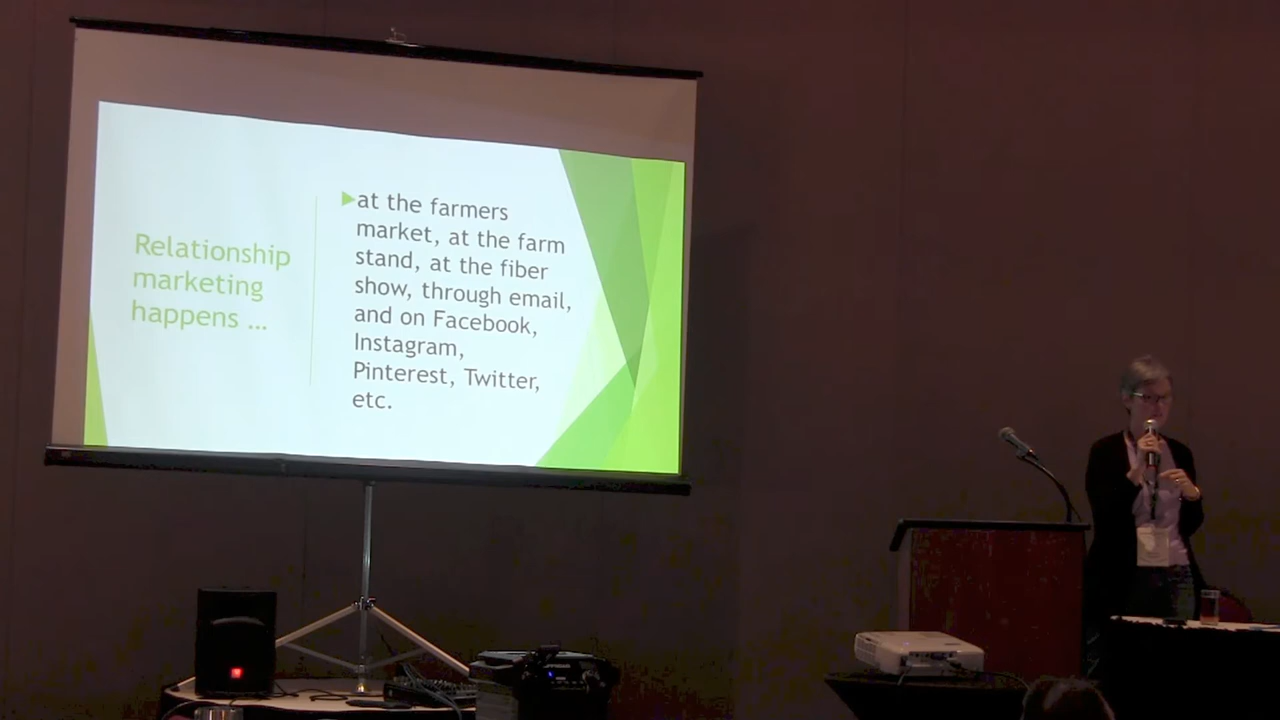 Relationship
marketing
happens ...
at the farmers
market, at the farm
stand, at the fiber
show, through email,
and on Facebook,
Instagram,
Pinterest, Twitter,
etc.